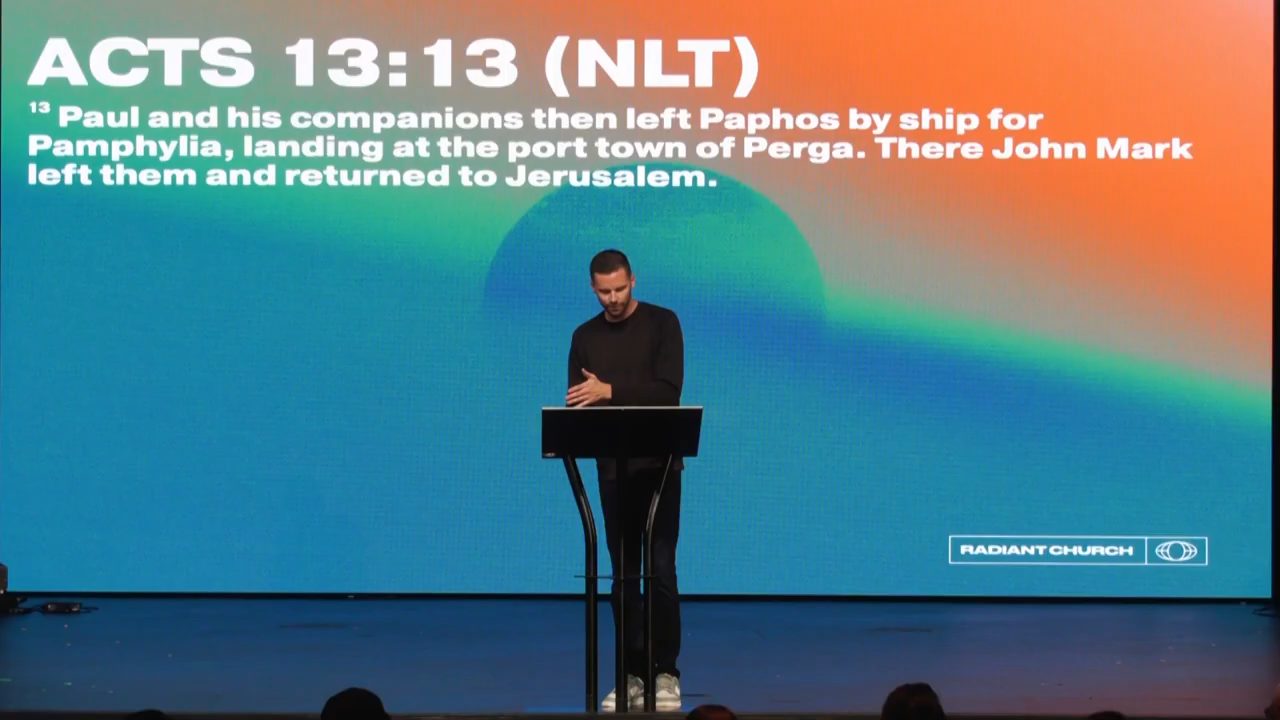 ACTS 13:13 (NLT)
13 Paul and his companions then left Paphos by ship for
Pamphylia, landing at the port town of Perga. There John Mark
left them and returned to Jerusalem.
RADIANT CHURCH